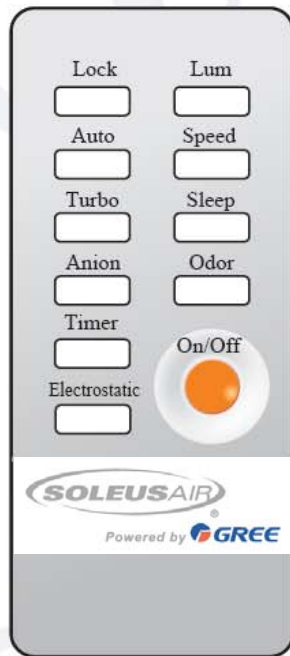 Lock Lum
Auto Speed
Turbo Sleep
Anion Odor
Timer
On/Off
Electrostatic
SOLEUSAIR
®
Powered by GREE